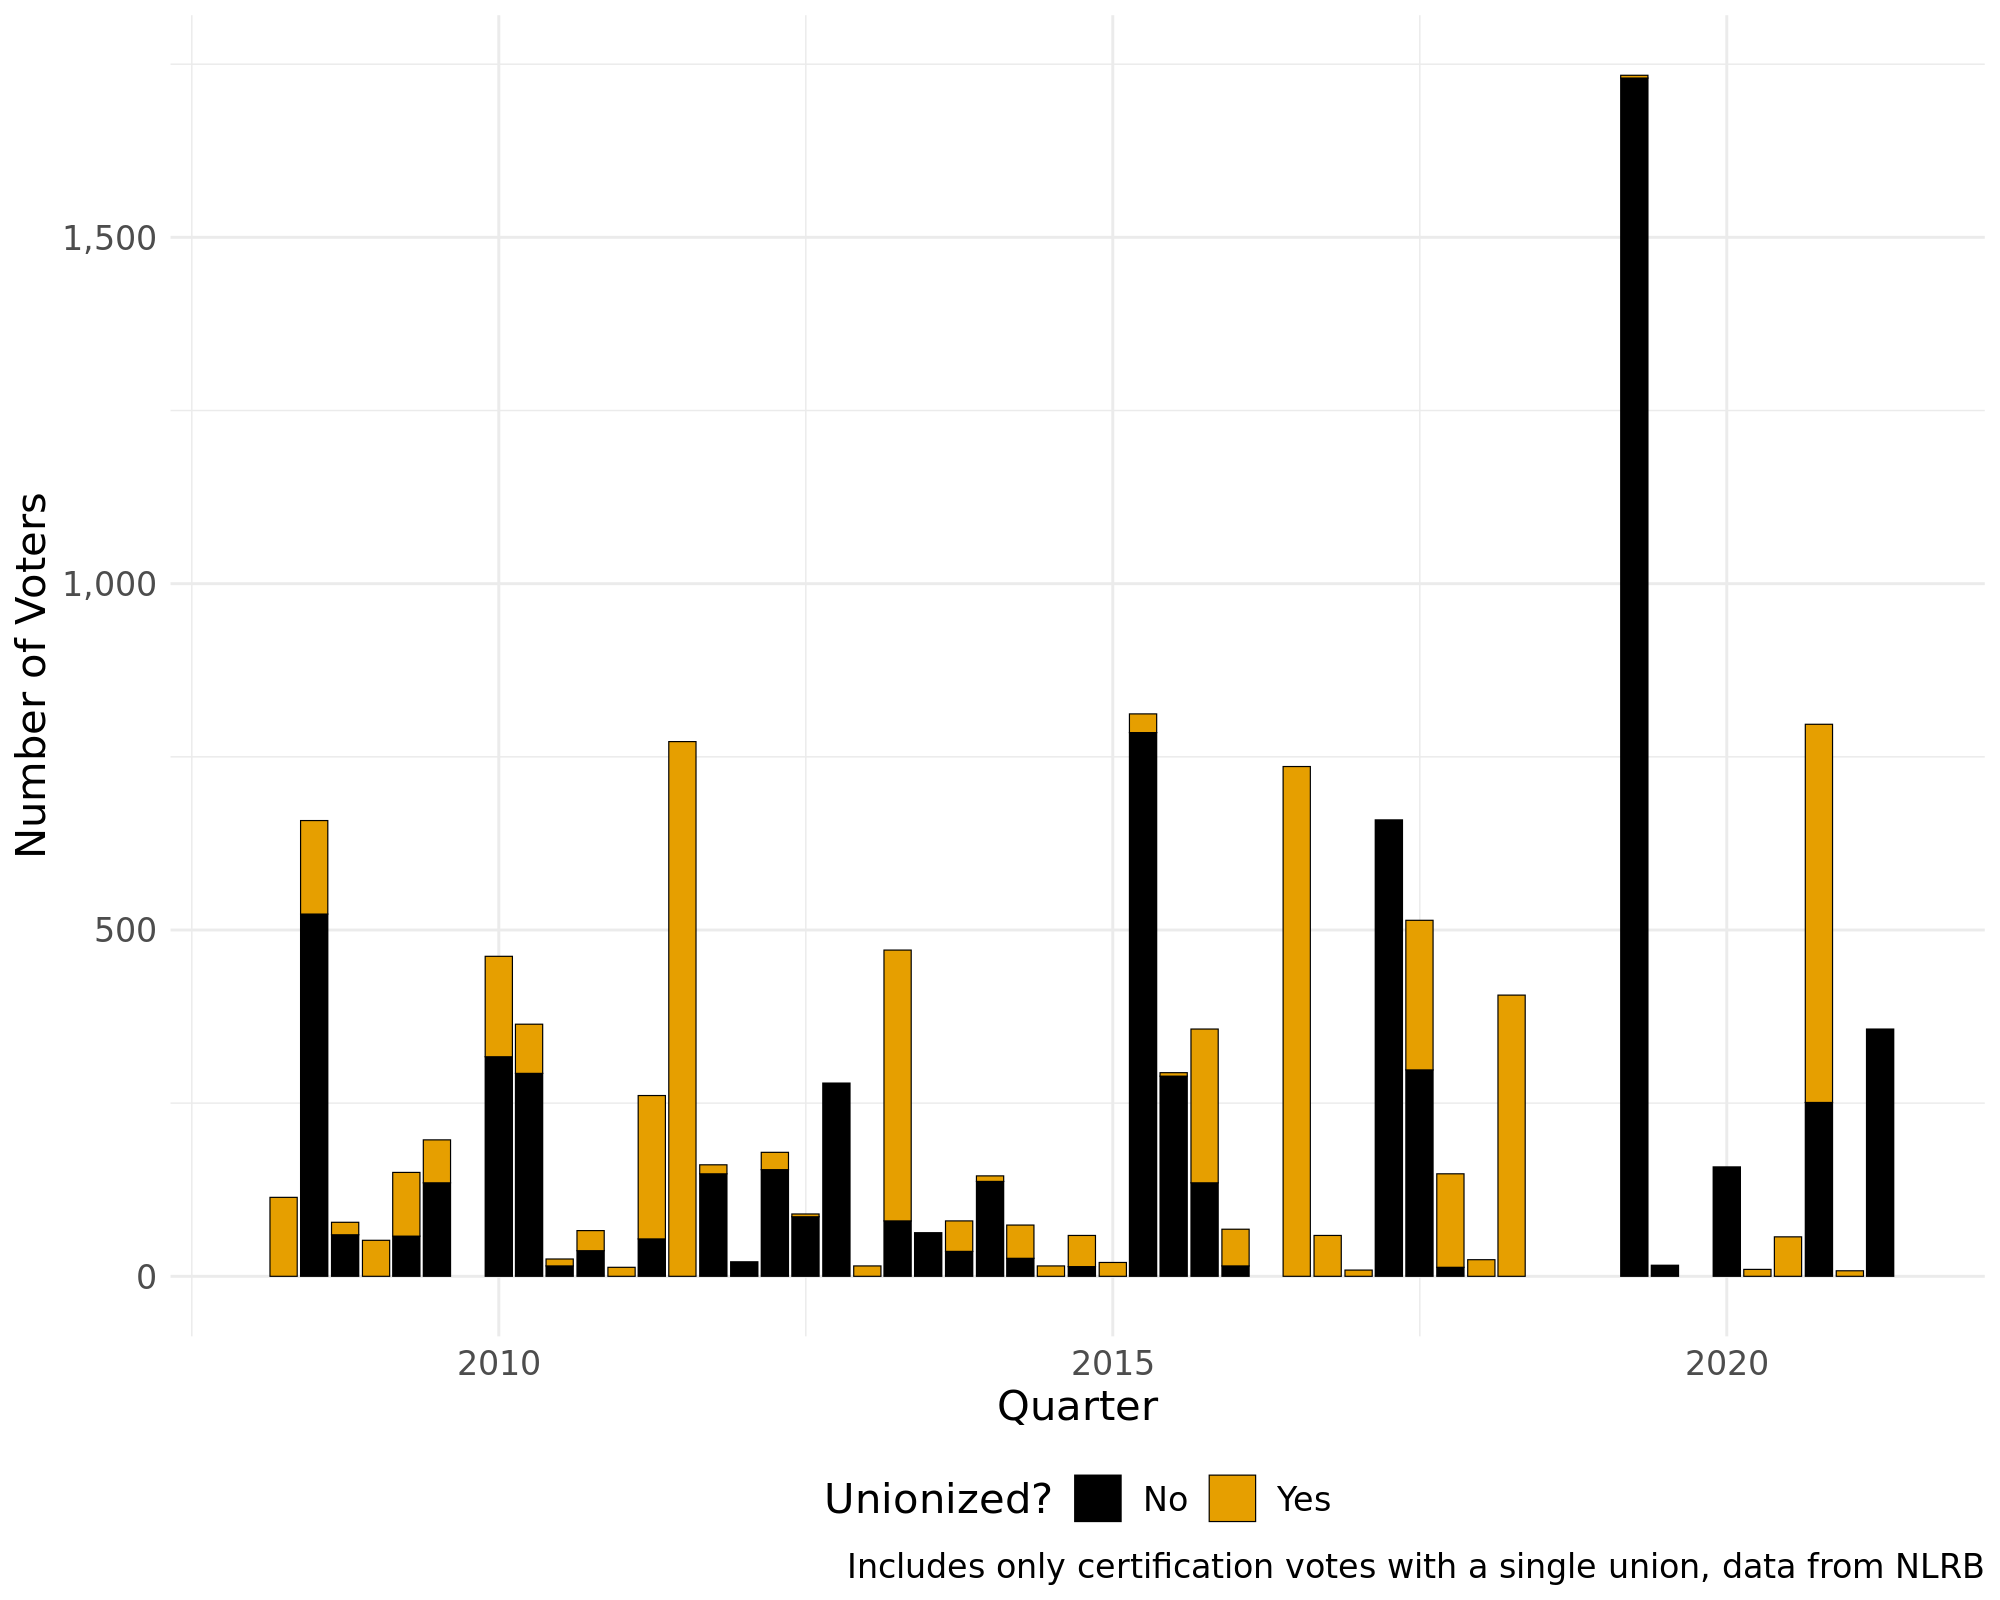 Number of Voters
1,500
1,000
500
0
2010 2015 2020
Quarter
Unionized? No Yes
Includes only certification votes with a single union, data from NLRB